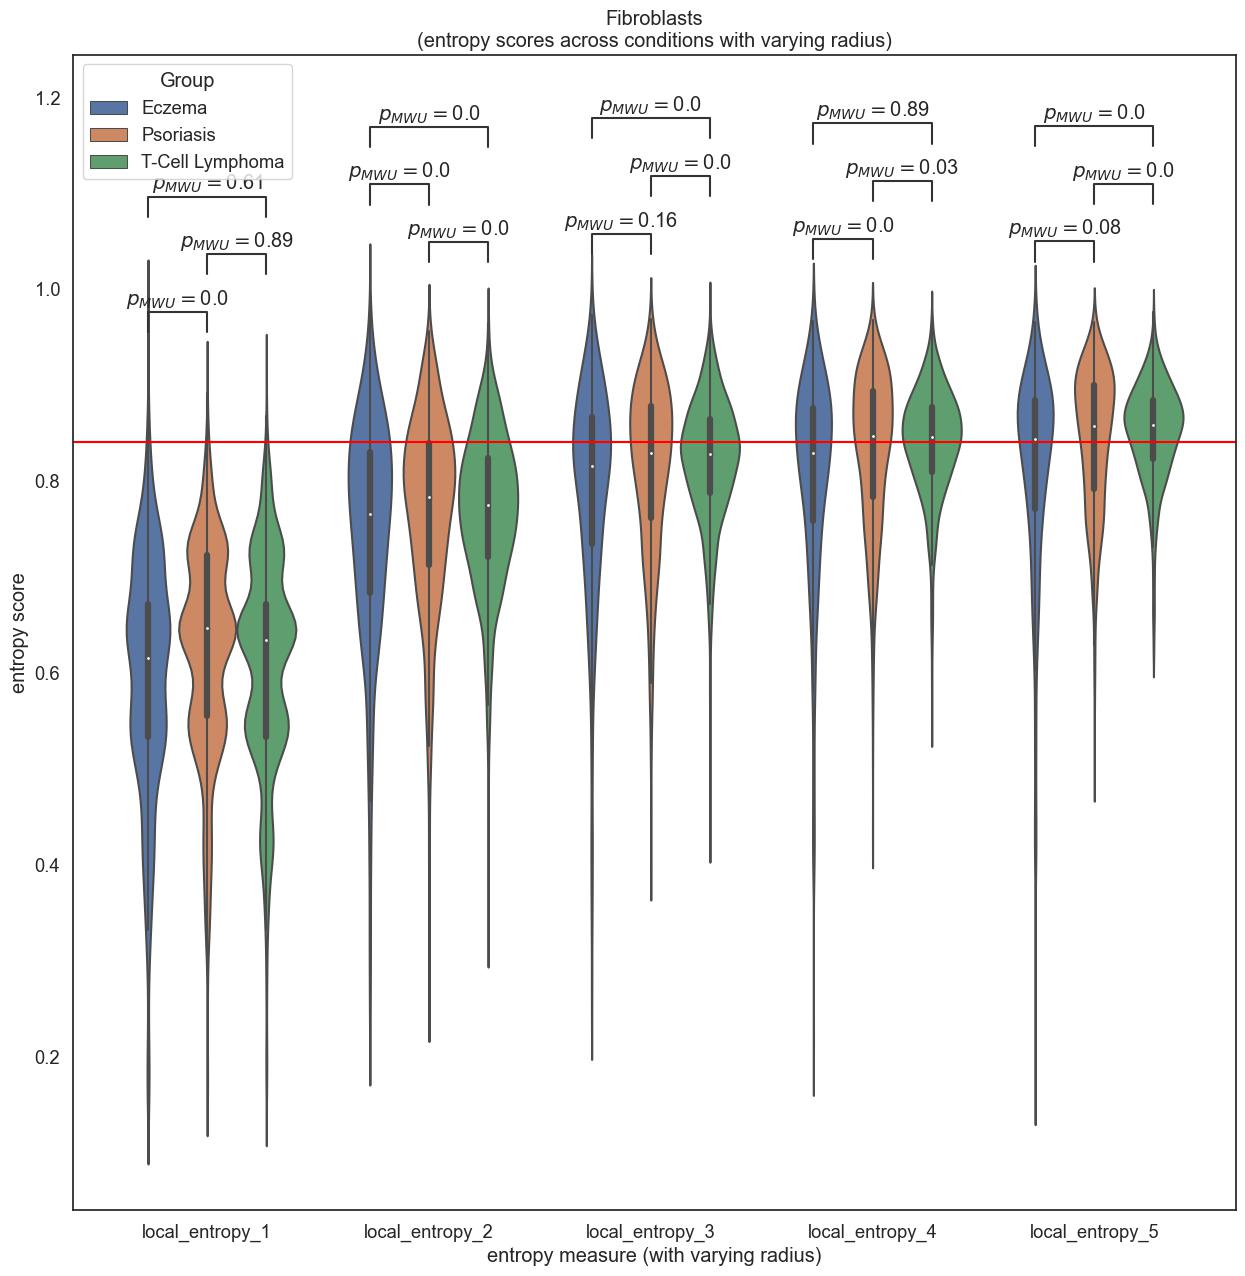 Fibroblasts
(entropy scores across conditions with varying radius)
Group
Eczema
Psoriasis
T-Cell Lymphoma
p_MWU = 0.61
p_MWU = 0.89
p_MWU = 0.0
p_MWU = 0.0
p_MWU = 0.0
p_MWU = 0.0
p_MWU = 0.0
p_MWU = 0.0
p_MWU = 0.16
p_MWU = 0.89
p_MWU = 0.03
p_MWU = 0.0
p_MWU = 0.0
p_MWU = 0.0
p_MWU = 0.08
entropy score
1.2
1.0
0.8
0.6
0.4
0.2
local_entropy_1
local_entropy_2
local_entropy_3
local_entropy_4
local_entropy_5
entropy measure (with varying radius)